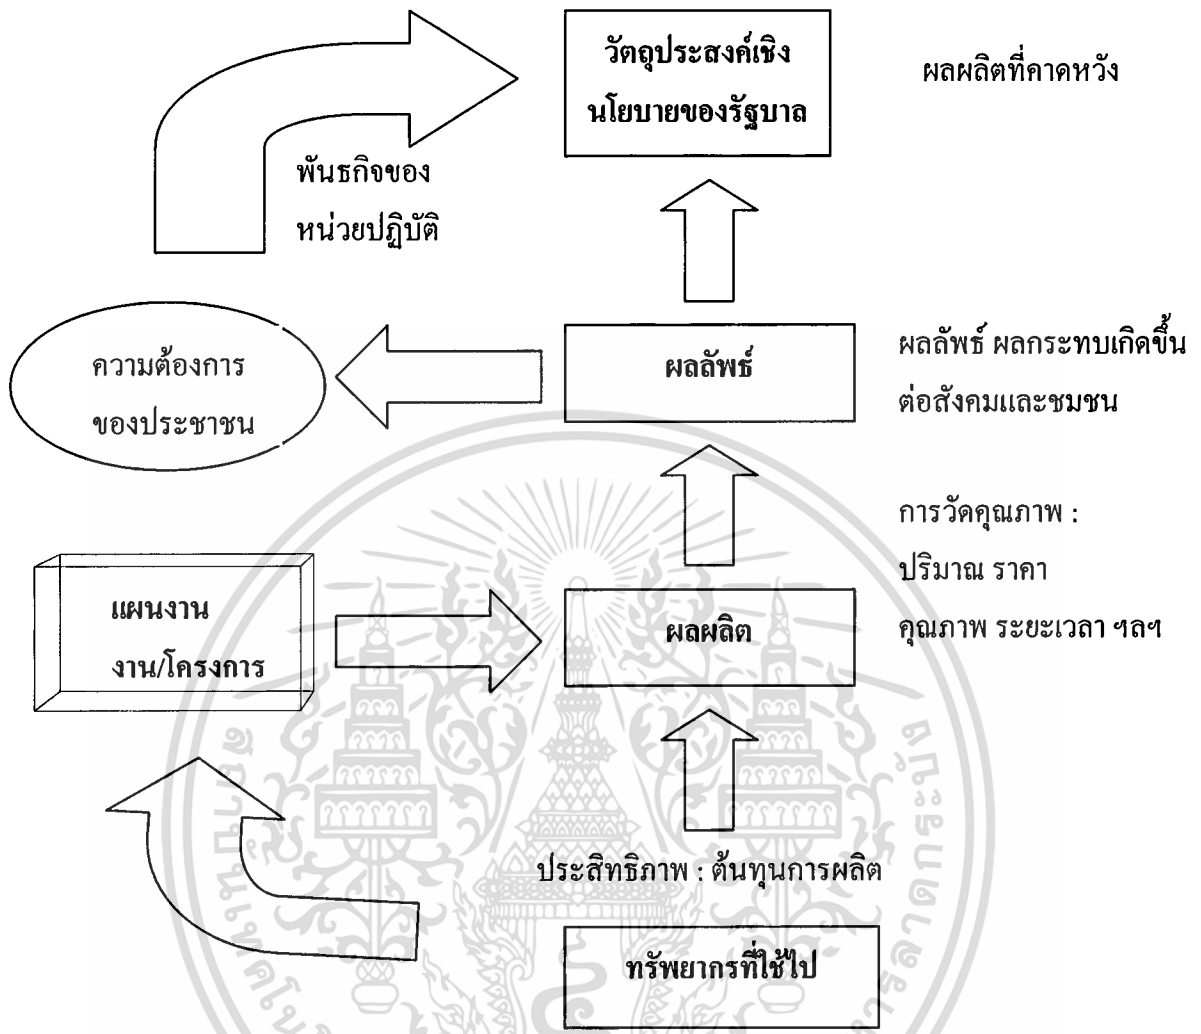 วัตถุประสงค์เชิง
นโยบายของรัฐบาล
ผลผลิตที่คาดหวัง
พันธกิจของ
หน่วยปฏิบัติ
ความต้องการ
ของประชาชน
ผลลัพธ์
ผลลัพธ์ ผลกระทบเกิดขึ้น
ต่อสังคมและชุมชน
การวัดคุณภาพ :
ปริมาณ ราคา
คุณภาพ ระยะเวลา ฯลฯ
แผนงาน
งาน/โครงการ
ผลผลิต
ประสิทธิภาพ : ต้นทุนการผลิต
ทรัพยากรที่ใช้ไป